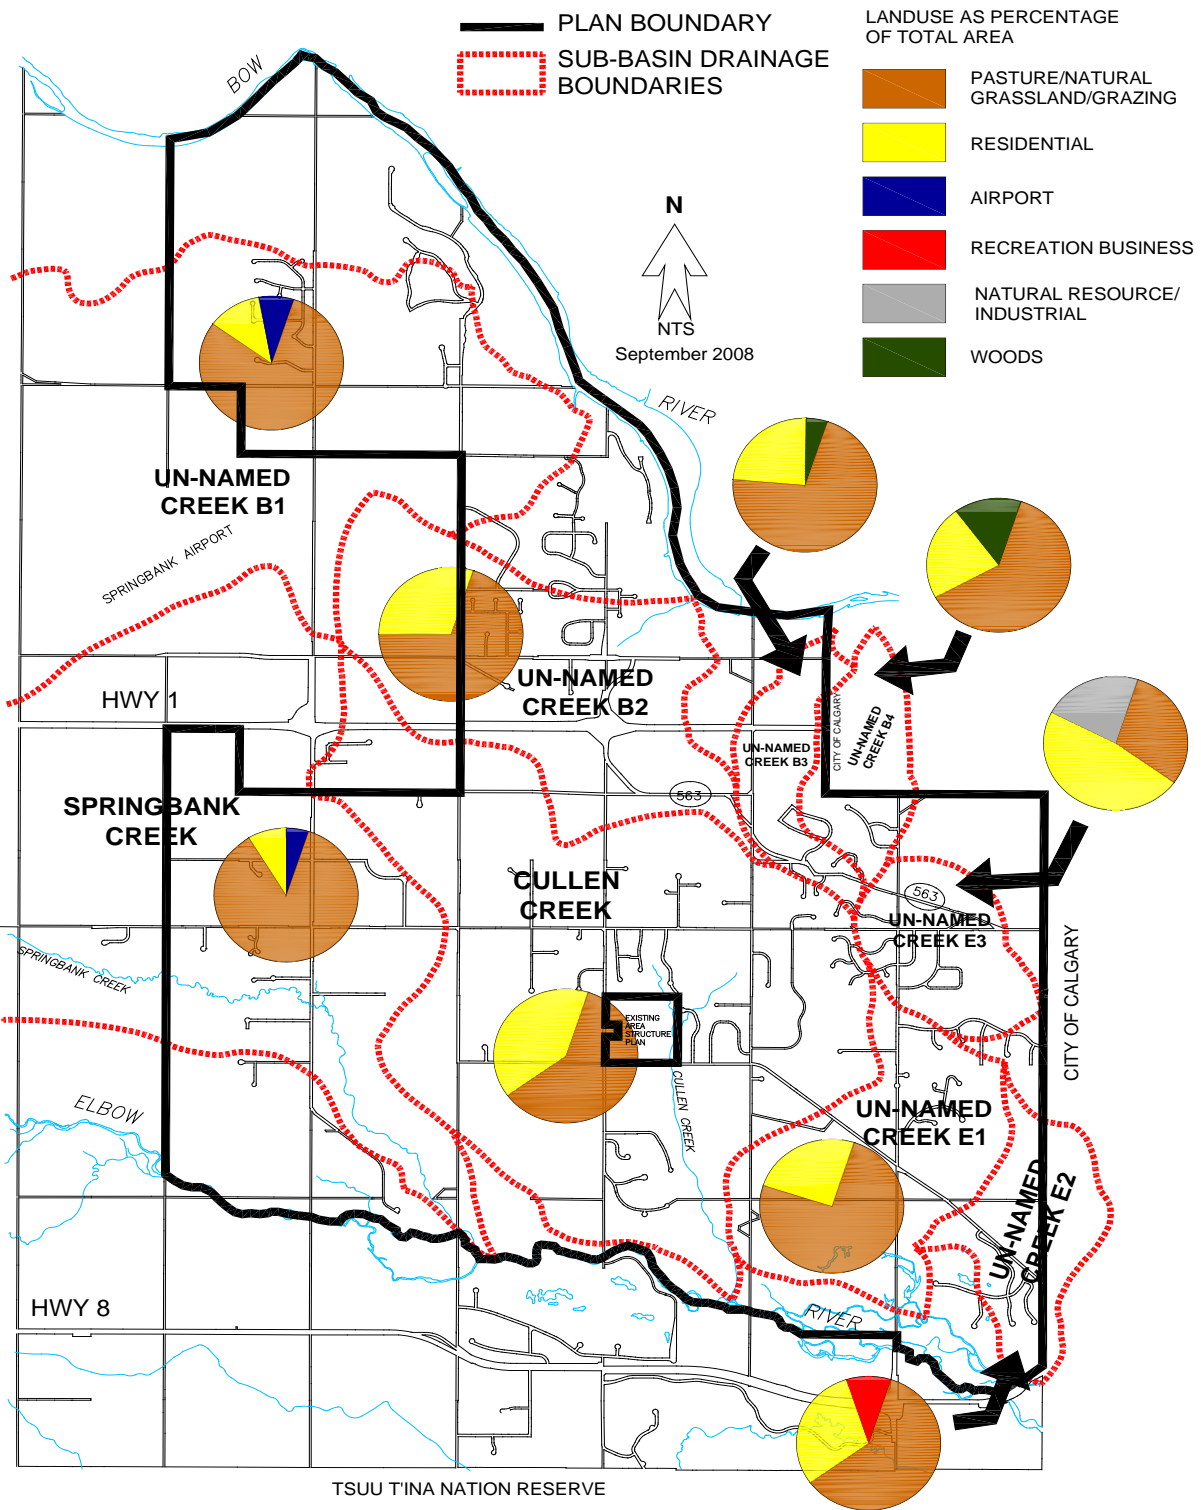 PLAN BOUNDARY
SUB-BASIN DRAINAGE
BOUNDARIES
LANDUSE AS PERCENTAGE
OF TOTAL AREA
PASTURE/NATURAL
GRASSLAND/GRAZING
RESIDENTIAL
AIRPORT
RECREATION BUSINESS
NATURAL RESOURCE/
INDUSTRIAL
WOODS
N
NTS
September 2008
BOW
RIVER
UN-NAMED
CREEK B1
SPRINGBANK AIRPORT
HWY 1
UN-NAMED
CREEK B2
UN-NAMED
CREEK B3
CITY OF CALGARY
UN-NAMED
CREEK B4
563
SPRINGBANK
CREEK
CULLEN
CREEK
563
UN-NAMED
CREEK E3
CITY OF CALGARY
SPRINGBANK CREEK
EXISTING
AREA
STRUCTURE
PLAN
CULLEN CREEK
ELBOW
UN-NAMED
CREEK E1
UN-NAMED
CREEK E2
HWY 8
RIVER
TSUU T'INA NATION RESERVE